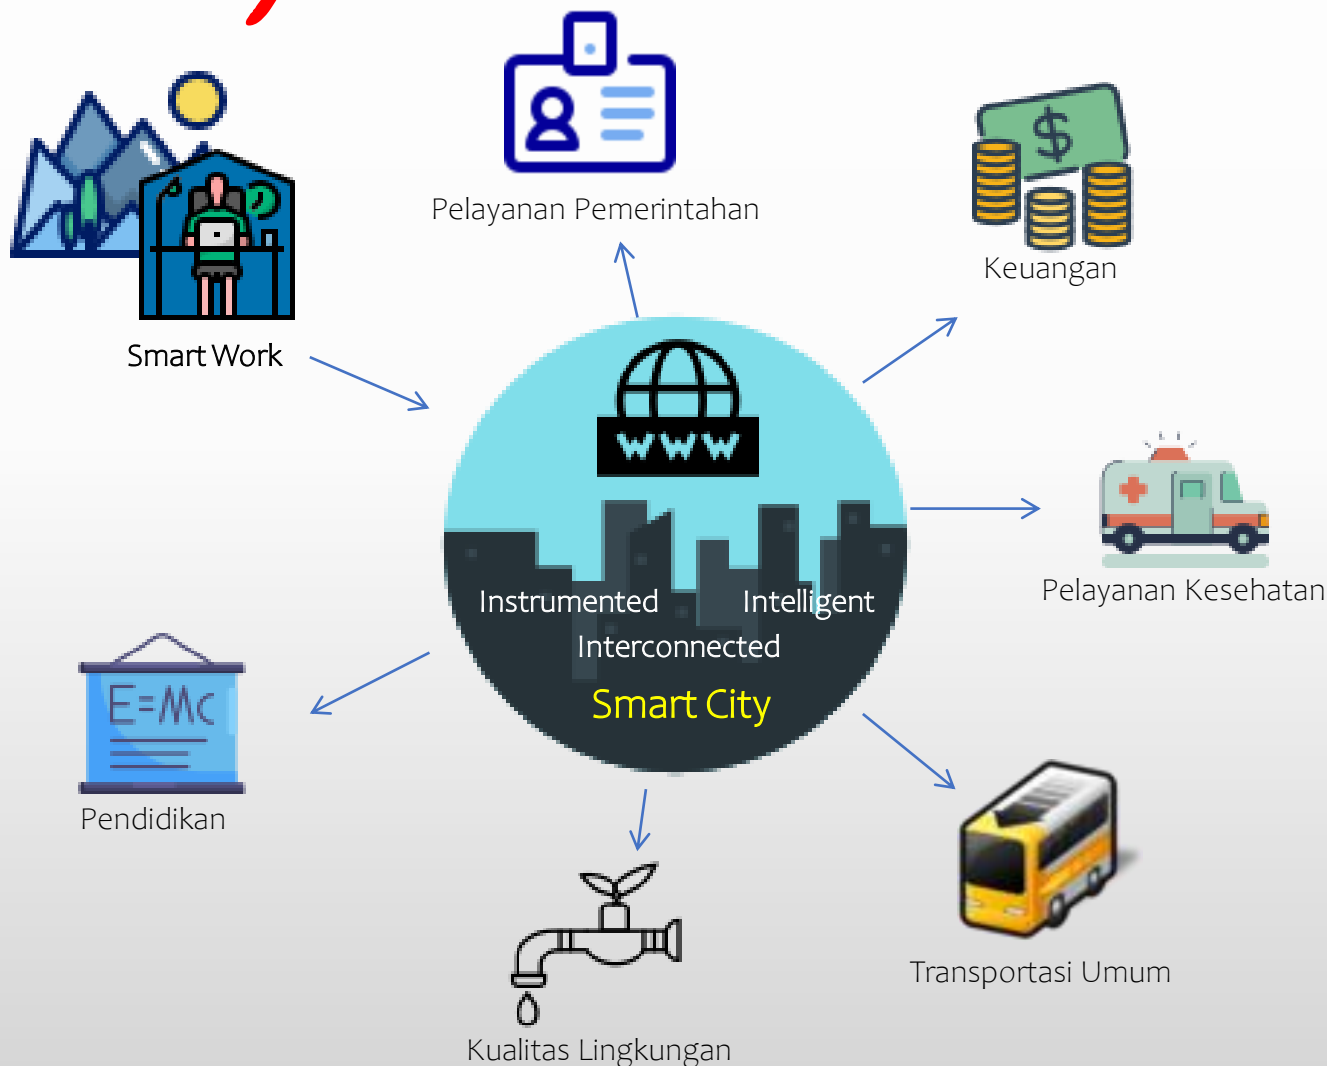 Pelayanan Pemerintahan
$
Keuangan
Smart Work
WWW
Pelayanan Kesehatan
Instrumented
Intelligent
Interconnected
Smart City
E=Mc
Pendidikan
Transportasi Umum
Kualitas Lingkungan